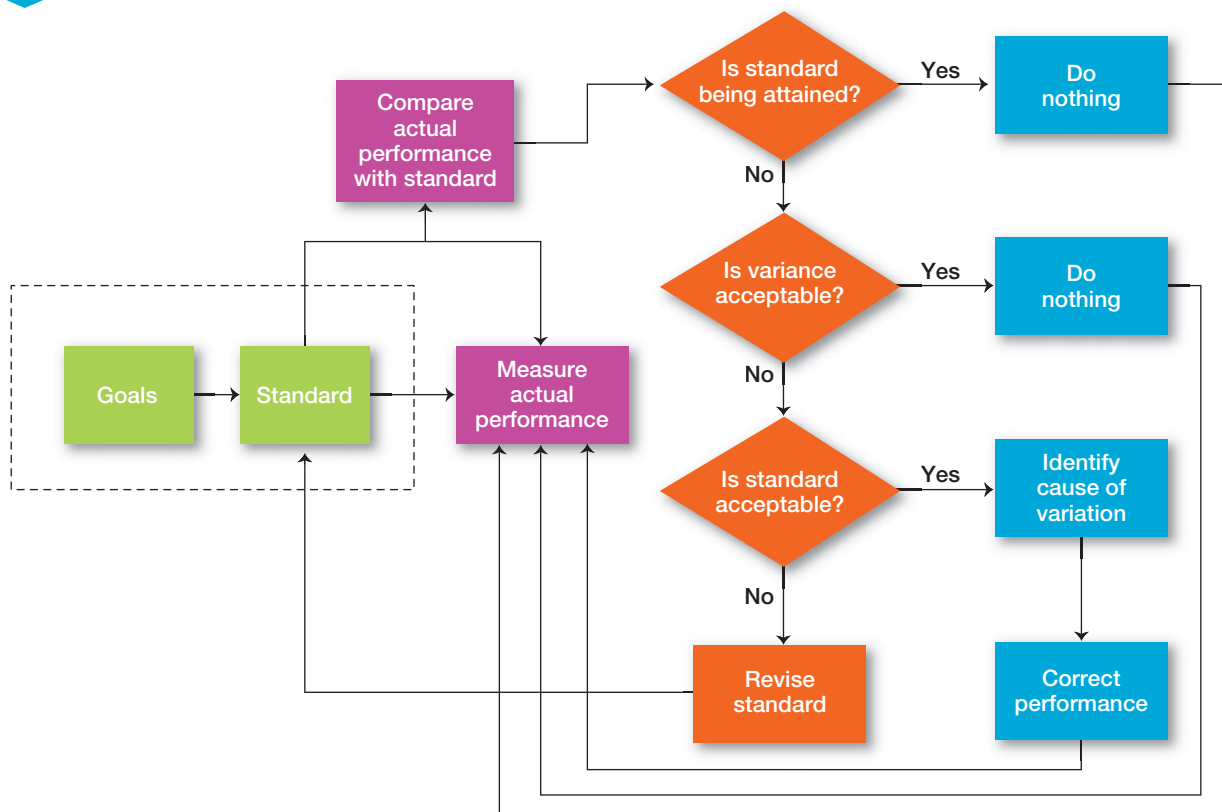 Compare
actual
performance
with standard
Is standard
being attained?
Yes
Do
nothing
No
Is variance
acceptable?
Yes
Do
nothing
No
Goals
Standard
Measure
actual
performance
Is standard
acceptable?
Yes
Identify
cause of
variation
No
Revise
standard
Correct
performance